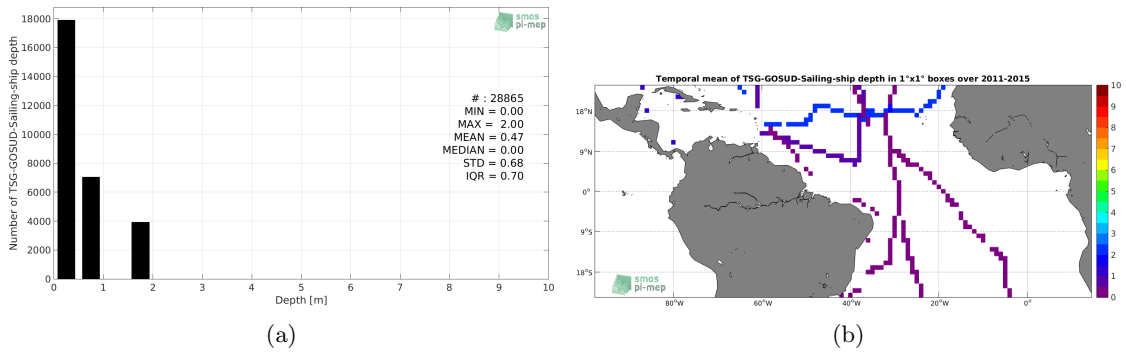 18000
16000
14000
12000
10000
8000
6000
4000
2000
0
Number of TSG-GOSUD-Sailing-ship depth
smos
pi-mep
# : 28865
MIN = 0.00
MAX = 2.00
MEAN = 0.47
MEDIAN = 0.00
STD = 0.68
IQR = 0.70
0 1 2 3 4 5 6 7 8 9 10
Depth [m]
(a)
Temporal mean of TSG-GOSUD-Sailing-ship depth in 1°x1° boxes over 2011-2015
18°N
9°N
0°
9°S
18°S
smos
pi-mep
80°W 60°W 40°W 20°W 0°
10
9
8
7
6
5
4
3
2
1
0
(b)